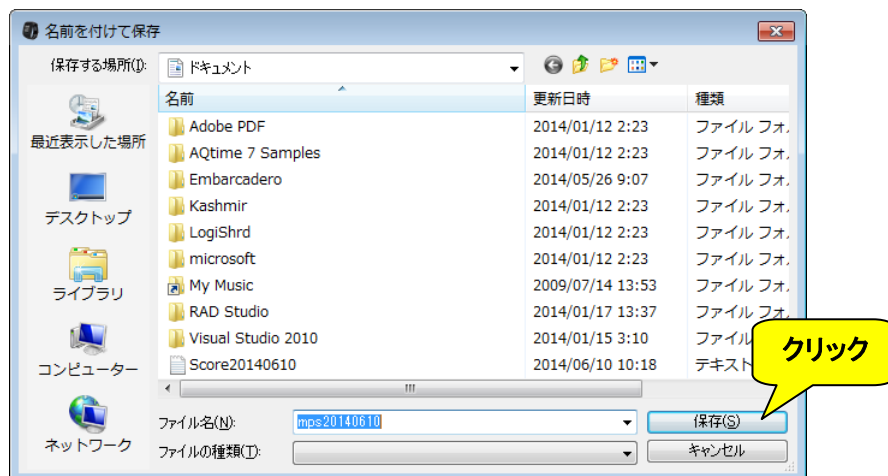 名前を付けて保存
保存する場所(I):
ドキュメント
名前 更新日時 種類
Adobe PDF 2014/01/12 2:23 ファイル フォ
AQtime 7 Samples 2014/01/12 2:23 ファイル フォ
Embarcadero 2014/05/26 9:07 ファイル フォ
Kashmir 2014/01/12 2:23 ファイル フォ
LogiShrd 2014/01/12 2:23 ファイル フォ
microsoft 2014/01/12 2:23 ファイル フォ
My Music 2009/07/14 13:53 ファイル フォ
RAD Studio 2014/01/17 13:37 ファイル フォ
Visual Studio 2010 2014/01/15 3:10 ファイル
Score20140610 2014/06/10 10:18 テキスト
最近表示した場所
デスクトップ
ライブラリ
コンピューター
ネットワーク
クリック
ファイル名(N): mps20140610 保存(S)
ファイルの種類(T): キャンセル